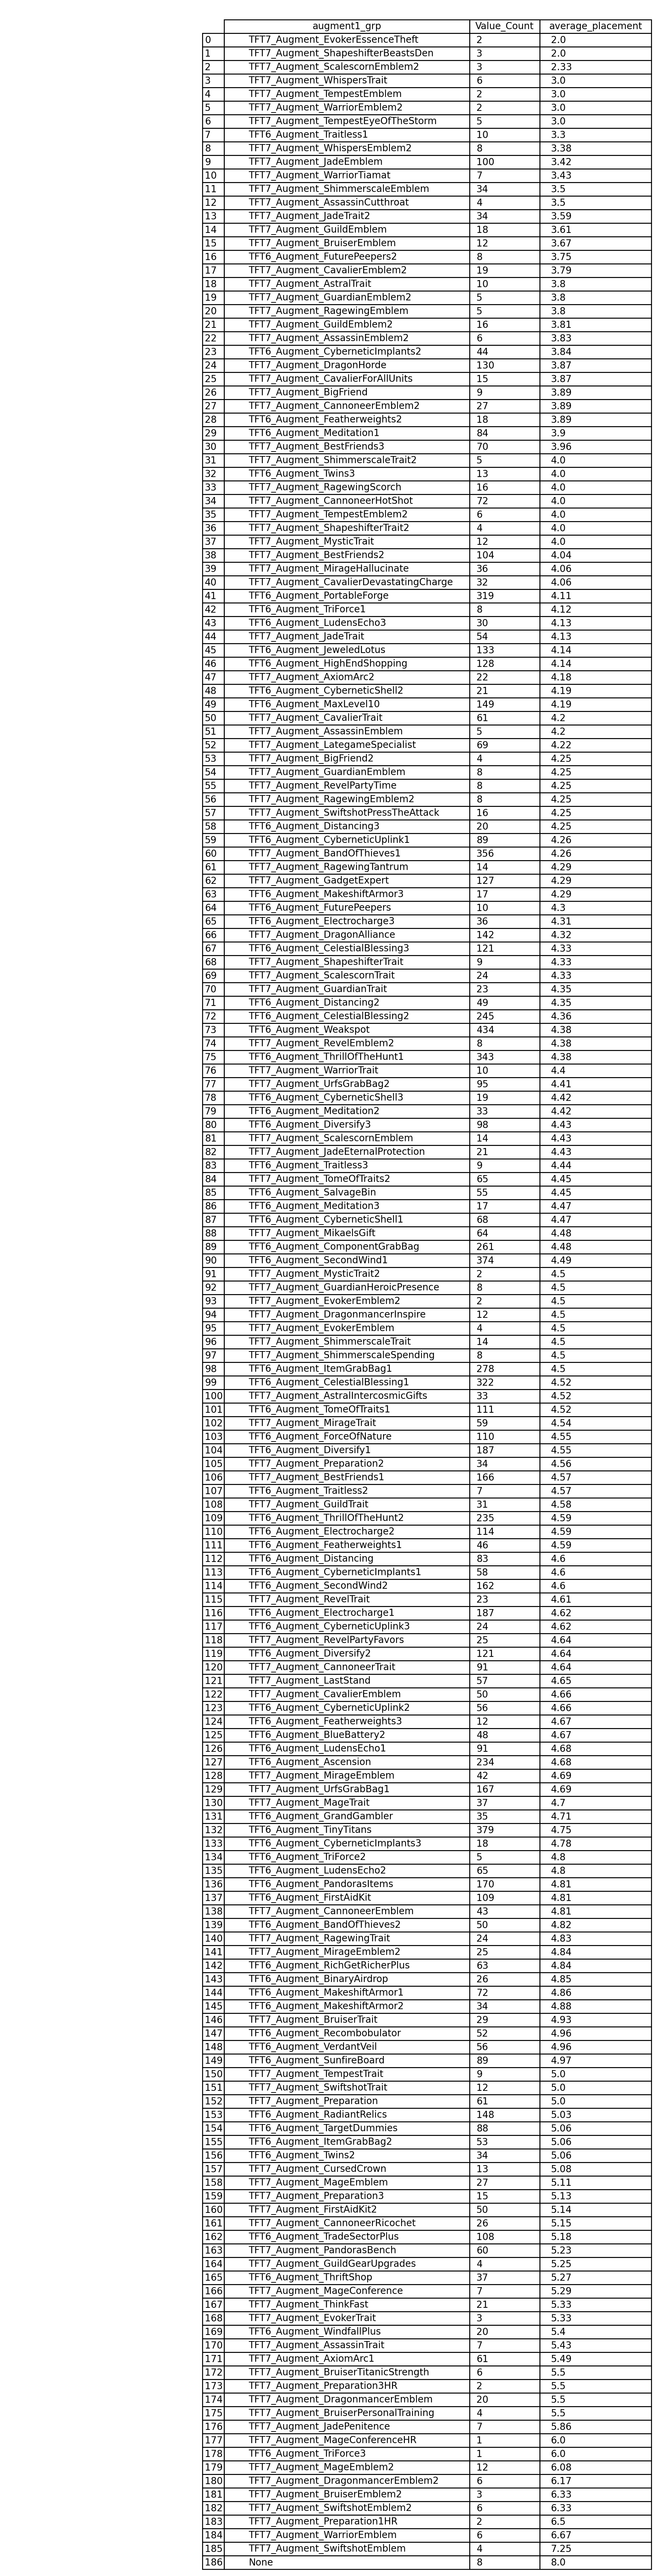 augment1_grp Value_Count average_placement
0 TFT7_Augment_EvokerEssenceTheft 2 2.0
1 TFT7_Augment_ShapeshifterBeastsDen 3 2.0
2 TFT7_Augment_ScalescornEmblem2 3 2.33
3 TFT7_Augment_WhispersTrait 6 3.0
4 TFT7_Augment_TempestEmblem 2 3.0
5 TFT7_Augment_WarriorEmblem2 2 3.0
6 TFT7_Augment_TempestEyeOfTheStorm 5 3.0
7 TFT6_Augment_Traitless1 10 3.3
8 TFT7_Augment_WhispersEmblem2 8 3.38
9 TFT7_Augment_JadeEmblem 100 3.42
10 TFT7_Augment_WarriorTiamat 7 3.43
11 TFT7_Augment_ShimmerscaleEmblem 34 3.5
12 TFT7_Augment_AssassinCutthroat 4 3.5
13 TFT7_Augment_JadeTrait2 34 3.59
14 TFT7_Augment_GuildEmblem 18 3.61
15 TFT7_Augment_BruiserEmblem 12 3.67
16 TFT6_Augment_FuturePeepers2 8 3.75
17 TFT7_Augment_CavalierEmblem2 19 3.79
18 TFT7_Augment_AstralTrait 10 3.8
19 TFT7_Augment_GuardianEmblem2 5 3.8
20 TFT7_Augment_RagewingEmblem 5 3.8
21 TFT7_Augment_GuildEmblem2 16 3.81
22 TFT7_Augment_AssassinEmblem2 6 3.83
23 TFT6_Augment_CyberneticImplants2 44 3.84
24 TFT7_Augment_DragonHorde 130 3.87
25 TFT7_Augment_CavalierForAllUnits 15 3.87
26 TFT7_Augment_BigFriend 9 3.89
27 TFT7_Augment_CannoneerEmblem2 27 3.89
28 TFT6_Augment_Featherweights2 18 3.89
29 TFT6_Augment_Meditation1 84 3.9
30 TFT7_Augment_BestFriends3 70 3.96
31 TFT7_Augment_ShimmerscaleTrait2 5 4.0
32 TFT6_Augment_Twins3 13 4.0
33 TFT7_Augment_RagewingScorch 16 4.0
34 TFT7_Augment_CannoneerHotShot 72 4.0
35 TFT7_Augment_TempestEmblem2 6 4.0
36 TFT7_Augment_ShapeshifterTrait2 4 4.0
37 TFT7_Augment_MysticTrait 12 4.0
38 TFT7_Augment_BestFriends2 104 4.04
39 TFT7_Augment_MirageHallucinate 36 4.06
40 TFT7_Augment_CavalierDevastatingCharge 32 4.06
41 TFT6_Augment_PortableForge 319 4.11
42 TFT6_Augment_TriForce1 8 4.12
43 TFT6_Augment_LudensEcho3 30 4.13
44 TFT7_Augment_JadeTrait 54 4.13
45 TFT6_Augment_JeweledLotus 133 4.14
46 TFT6_Augment_HighEndShopping 128 4.14
47 TFT7_Augment_AxiomArc2 22 4.18
48 TFT6_Augment_CyberneticShell2 21 4.19
49 TFT6_Augment_MaxLevel10 149 4.19
50 TFT7_Augment_CavalierTrait 61 4.2
51 TFT7_Augment_AssassinEmblem 5 4.2
52 TFT7_Augment_LategameSpecialist 69 4.22
53 TFT7_Augment_BigFriend2 4 4.25
54 TFT7_Augment_GuardianEmblem 8 4.25
55 TFT7_Augment_RevelPartyTime 8 4.25
56 TFT7_Augment_RagewingEmblem2 8 4.25
57 TFT7_Augment_SwiftshotPressTheAttack 16 4.25
58 TFT6_Augment_Distancing3 20 4.25
59 TFT6_Augment_CyberneticUplink1 89 4.26
60 TFT7_Augment_BandOfThieves1 356 4.26
61 TFT7_Augment_RagewingTantrum 14 4.29
62 TFT7_Augment_GadgetExpert 127 4.29
63 TFT6_Augment_MakeshiftArmor3 17 4.29
64 TFT6_Augment_FuturePeepers 10 4.3
65 TFT6_Augment_Electrocharge3 36 4.31
66 TFT7_Augment_DragonAlliance 142 4.32
67 TFT6_Augment_CelestialBlessing3 121 4.33
68 TFT7_Augment_ShapeshifterTrait 9 4.33
69 TFT7_Augment_ScalescornTrait 24 4.33
70 TFT7_Augment_GuardianTrait 23 4.35
71 TFT6_Augment_Distancing2 49 4.35
72 TFT6_Augment_CelestialBlessing2 245 4.36
73 TFT6_Augment_Weakspot 434 4.38
74 TFT7_Augment_RevelEmblem2 8 4.38
75 TFT6_Augment_ThrillOfTheHunt1 343 4.38
76 TFT7_Augment_WarriorTrait 10 4.4
77 TFT7_Augment_UrfsGrabBag2 95 4.41
78 TFT6_Augment_CyberneticShell3 19 4.42
79 TFT6_Augment_Meditation2 33 4.42
80 TFT6_Augment_Diversify3 98 4.43
81 TFT7_Augment_ScalescornEmblem 14 4.43
82 TFT7_Augment_JadeEternalProtection 21 4.43
83 TFT6_Augment_Traitless3 9 4.44
84 TFT7_Augment_TomeOfTraits2 65 4.45
85 TFT6_Augment_SalvageBin 55 4.45
86 TFT6_Augment_Meditation3 17 4.47
87 TFT6_Augment_CyberneticShell1 68 4.47
88 TFT7_Augment_MikaelsGift 64 4.48
89 TFT6_Augment_ComponentGrabBag 261 4.48
90 TFT6_Augment_SecondWind1 374 4.49
91 TFT7_Augment_MysticTrait2 2 4.5
92 TFT7_Augment_GuardianHeroicPresence 8 4.5
93 TFT7_Augment_EvokerEmblem2 2 4.5
94 TFT7_Augment_DragonmancerInspire 12 4.5
95 TFT7_Augment_EvokerEmblem 4 4.5
96 TFT7_Augment_ShimmerscaleTrait 14 4.5
97 TFT7_Augment_ShimmerscaleSpending 8 4.5
98 TFT6_Augment_ItemGrabBag1 278 4.5
99 TFT6_Augment_CelestialBlessing1 322 4.52
100 TFT7_Augment_AstralIntercosmicGifts 33 4.52
101 TFT6_Augment_TomeOfTraits1 111 4.52
102 TFT7_Augment_MirageTrait 59 4.54
103 TFT6_Augment_ForceOfNature 110 4.55
104 TFT6_Augment_Diversify1 187 4.55
105 TFT7_Augment_Preparation2 34 4.56
106 TFT7_Augment_BestFriends1 166 4.57
107 TFT6_Augment_Traitless2 7 4.57
108 TFT7_Augment_GuildTrait 31 4.58
109 TFT6_Augment_ThrillOfTheHunt2 235 4.59
110 TFT6_Augment_Electrocharge2 114 4.59
111 TFT6_Augment_Featherweights1 46 4.59
112 TFT6_Augment_Distancing 83 4.6
113 TFT6_Augment_CyberneticImplants1 58 4.6
114 TFT6_Augment_SecondWind2 162 4.6
115 TFT7_Augment_RevelTrait 23 4.61
116 TFT6_Augment_Electrocharge1 187 4.62
117 TFT6_Augment_CyberneticUplink3 24 4.62
118 TFT7_Augment_RevelPartyFavors 25 4.64
119 TFT6_Augment_Diversify2 121 4.64
120 TFT7_Augment_CannoneerTrait 91 4.64
121 TFT7_Augment_LastStand 57 4.65
122 TFT7_Augment_CavalierEmblem 50 4.66
123 TFT6_Augment_CyberneticUplink2 56 4.66
124 TFT6_Augment_Featherweights3 12 4.67
125 TFT6_Augment_BlueBattery2 48 4.67
126 TFT6_Augment_LudensEcho1 91 4.68
127 TFT6_Augment_Ascension 234 4.68
128 TFT7_Augment_MirageEmblem 42 4.69
129 TFT7_Augment_UrfsGrabBag1 167 4.69
130 TFT7_Augment_MageTrait 37 4.7
131 TFT6_Augment_GrandGambler 35 4.71
132 TFT6_Augment_TinyTitans 379 4.75
133 TFT6_Augment_CyberneticImplants3 18 4.78
134 TFT6_Augment_TriForce2 5 4.8
135 TFT6_Augment_LudensEcho2 65 4.8
136 TFT6_Augment_PandorasItems 170 4.81
137 TFT6_Augment_FirstAidKit 109 4.81
138 TFT7_Augment_CannoneerEmblem 43 4.81
139 TFT6_Augment_BandOfThieves2 50 4.82
140 TFT7_Augment_RagewingTrait 24 4.83
141 TFT7_Augment_MirageEmblem2 25 4.84
142 TFT6_Augment_RichGetRicherPlus 63 4.84
143 TFT6_Augment_BinaryAirdrop 26 4.85
144 TFT6_Augment_MakeshiftArmor1 72 4.86
145 TFT6_Augment_MakeshiftArmor2 34 4.88
146 TFT7_Augment_BruiserTrait 29 4.93
147 TFT6_Augment_Recombobulator 52 4.96
148 TFT6_Augment_VerdantVeil 56 4.96
149 TFT6_Augment_SunfireBoard 89 4.97
150 TFT7_Augment_TempestTrait 9 5.0
151 TFT7_Augment_SwiftshotTrait 12 5.0
152 TFT7_Augment_Preparation 61 5.0
153 TFT6_Augment_RadiantRelics 148 5.03
154 TFT6_Augment_TargetDummies 88 5.06
155 TFT6_Augment_ItemGrabBag2 53 5.06
156 TFT6_Augment_Twins2 34 5.06
157 TFT7_Augment_CursedCrown 13 5.08
158 TFT7_Augment_MageEmblem 27 5.11
159 TFT7_Augment_Preparation3 15 5.13
160 TFT7_Augment_FirstAidKit2 50 5.14
161 TFT7_Augment_CannoneerRicochet 26 5.15
162 TFT6_Augment_TradeSectorPlus 108 5.18
163 TFT7_Augment_PandorasBench 60 5.23
164 TFT7_Augment_GuildGearUpgrades 4 5.25
165 TFT6_Augment_ThriftShop 37 5.27
166 TFT7_Augment_MageConference 7 5.29
167 TFT7_Augment_ThinkFast 21 5.33
168 TFT7_Augment_EvokerTrait 3 5.33
169 TFT6_Augment_WindfallPlus 20 5.4
170 TFT7_Augment_AssassinTrait 7 5.43
171 TFT7_Augment_AxiomArc1 61 5.49
172 TFT7_Augment_BruiserTitanicStrength 6 5.5
173 TFT7_Augment_Preparation3HR 2 5.5
174 TFT7_Augment_DragonmancerEmblem 20 5.5
175 TFT7_Augment_BruiserPersonalTraining 4 5.5
176 TFT7_Augment_JadePenitence 7 5.86
177 TFT7_Augment_MageConferenceHR 1 6.0
178 TFT6_Augment_TriForce3 1 6.0
179 TFT7_Augment_MageEmblem2 12 6.08
180 TFT7_Augment_DragonmancerEmblem2 6 6.17
181 TFT7_Augment_BruiserEmblem2 3 6.33
182 TFT7_Augment_SwiftshotEmblem2 6 6.33
183 TFT7_Augment_Preparation1HR 2 6.5
184 TFT7_Augment_WarriorEmblem 6 6.67
185 TFT7_Augment_SwiftshotEmblem 4 7.25
186 None 8 8.0